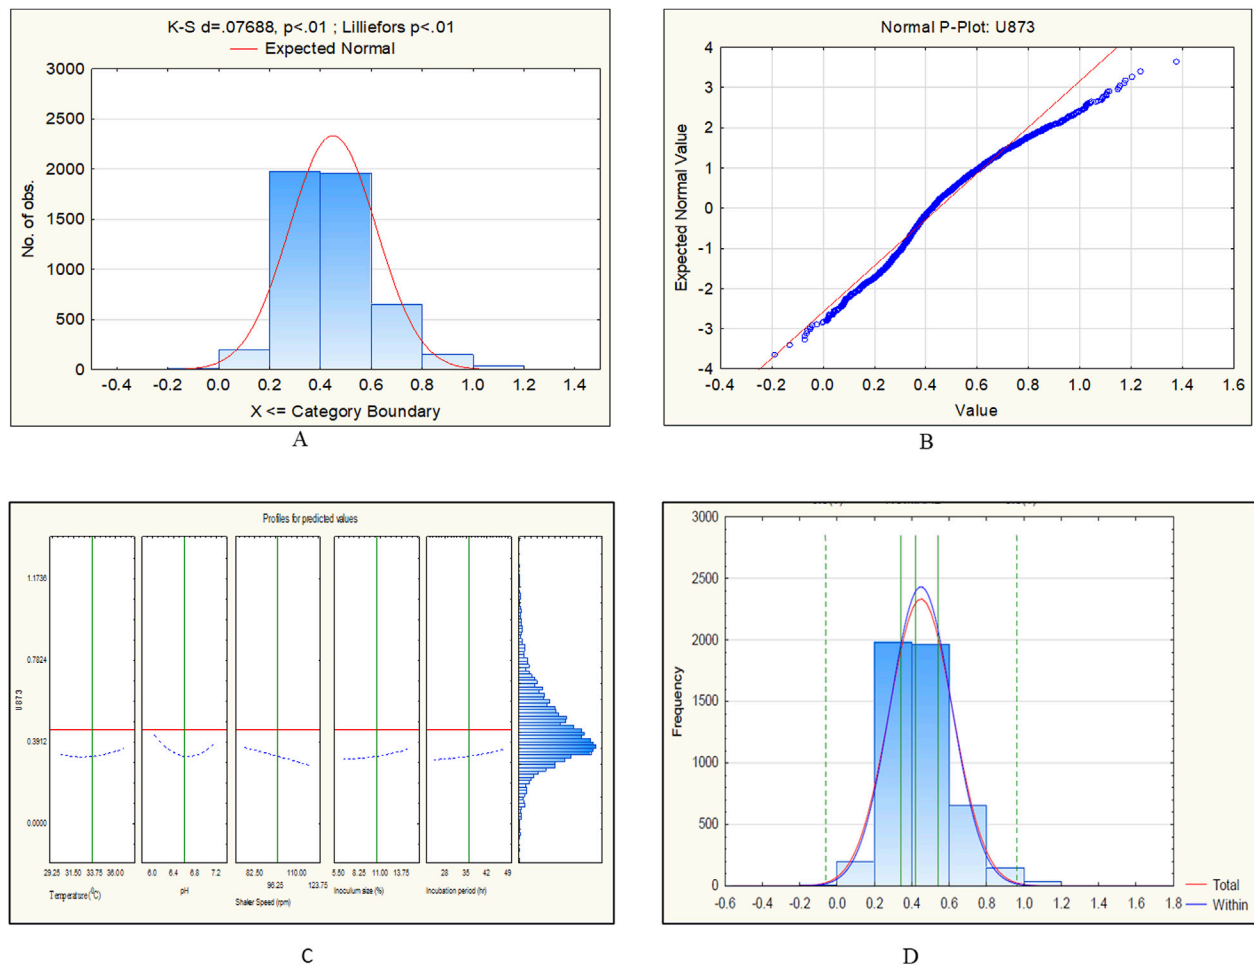 K-S d=.07688, p<.01 ; Lilliefors p<.01
Expected Normal
3000
2500
2000
1500
1000
500
0
No. of obs.
-0.4 -0.2 0.0 0.2 0.4 0.6 0.8 1.0 1.2 1.4
X <= Category Boundary
A
Normal P-Plot: U873
4
3
2
1
0
-1
-2
-3
-4
Expected Normal Value
-0.4 -0.2 0.0 0.2 0.4 0.6 0.8 1.0 1.2 1.4 1.6
Value
B
Profiles for predicted values
1.1736
0.7824
0.3912
0.0000
U873
29.25 31.50 33.75 36.00
Temperature (°C)
6.0 6.4 6.8 7.2
pH
82.50 96.25 110.00 123.75
Shaler Speed (rpm)
5.50 8.25 11.00 13.75
Inoculum size (%)
28 35 42 49
Incubation period (hr)
C
3000
2500
2000
1500
1000
500
0
Frequency
-0.6 -0.4 -0.2 0.0 0.2 0.4 0.6 0.8 1.0 1.2 1.4 1.6 1.8
Total
Within
D